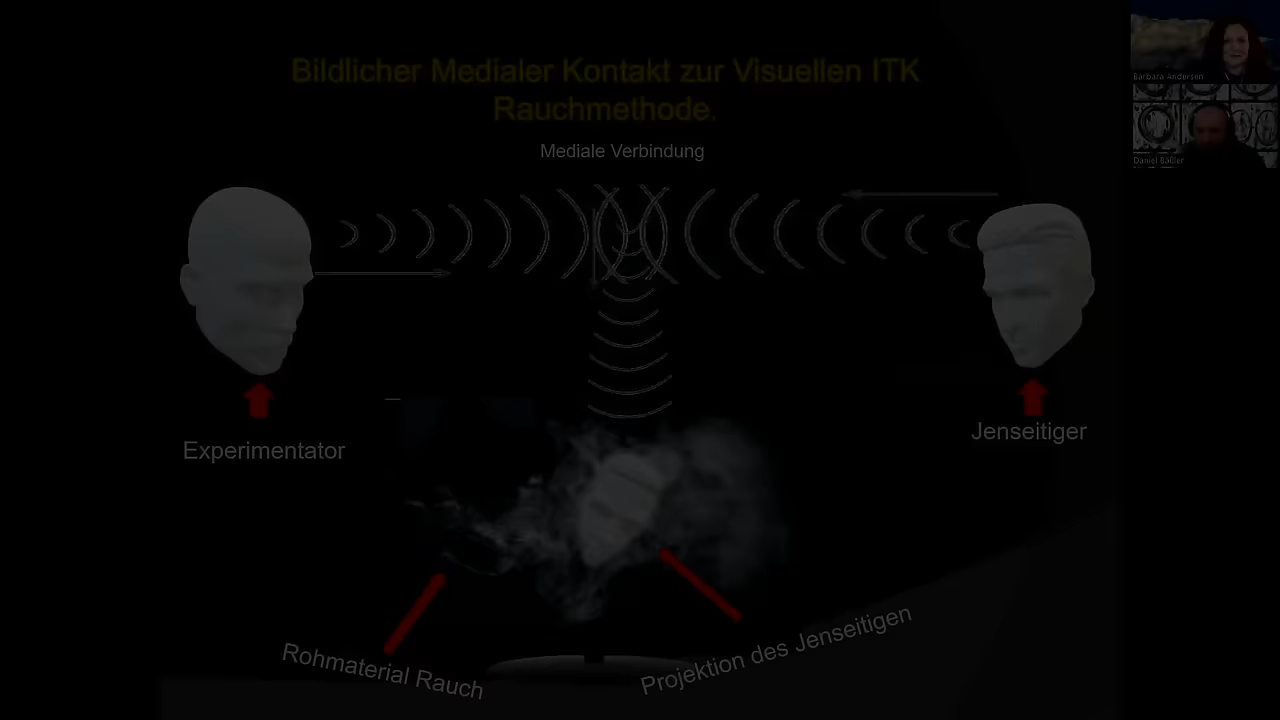 Bildlicher Medialer Kontakt zur Visuellen ITK
Rauchmethode.
Mediale Verbindung
Barbara Andersen
Daniel Bäßler
Experimentator
Jenseitiger
Rohmaterial Rauch
Projektion des Jenseitigen